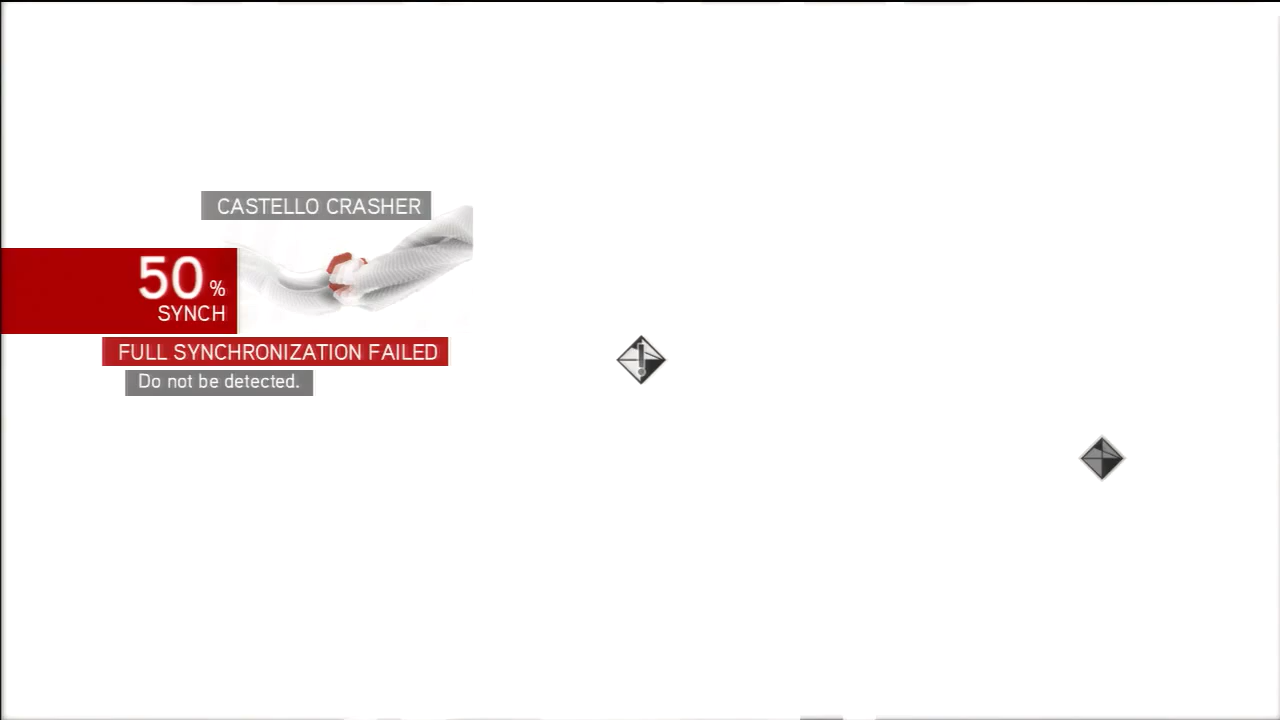 CASTELLO CRASHER
50 %
SYNCH
FULL SYNCHRONIZATION FAILED
Do not be detected.